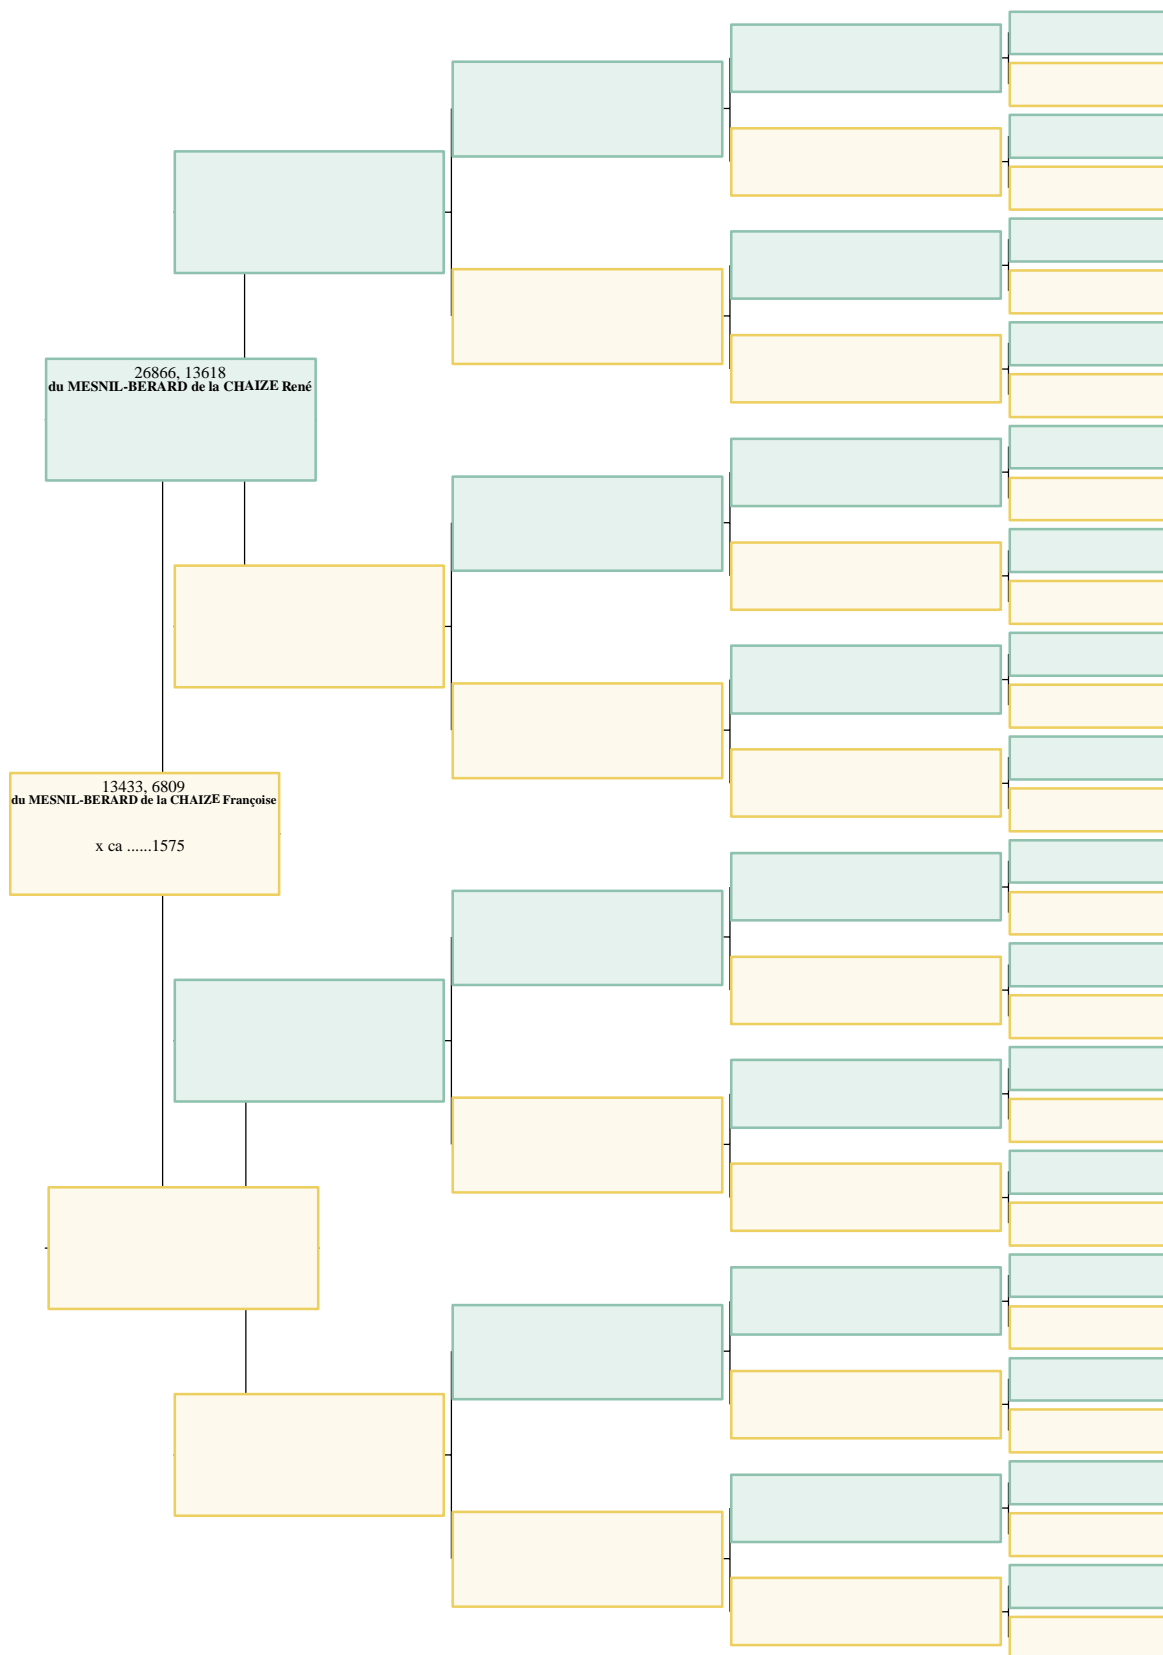 26866, 13618
du MESNIL-BERARD de la CHAIZE René
13433, 6809
du MESNIL-BERARD de la CHAIZE Françoise
x ca ......1575